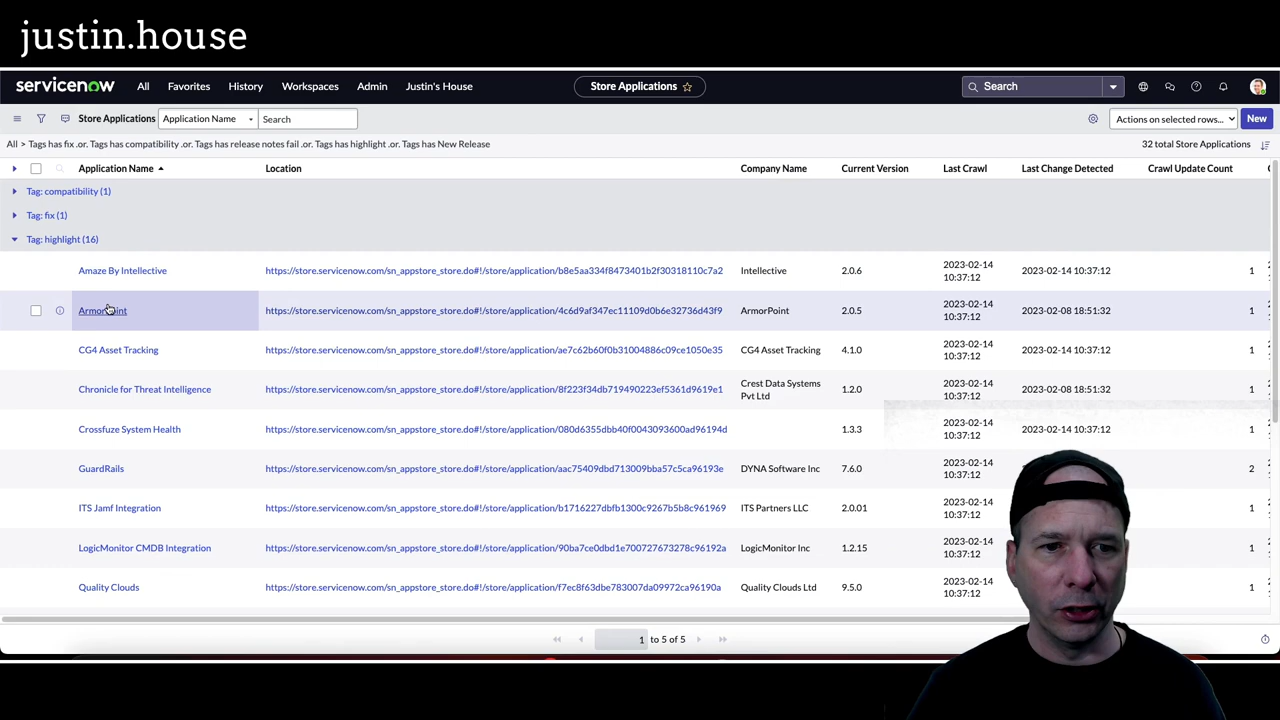 justin.house
servicenow All Favorites History Workspaces Admin Justin's House Store Applications Search
Store Applications Application Name Search Actions on selected rows... New
All > Tags has fix .or. Tags has compatibility .or. Tags has release notes fail .or. Tags has highlight .or. Tags has New Release 32 total Store Applications
Application Name Location Company Name Current Version Last Crawl Last Change Detected Crawl Update Count
Tag: compatibility (1)
Tag: fix (1)
Tag: highlight (16)
Amaze By Intellective https://store.servicenow.com/sn_appstore_store.do#!/store/application/b8e5aa334f8473401b2f30318110c7a2 Intellective 2.0.6 2023-02-14 10:37:12 2023-02-14 10:37:12 1
ArmorPoint https://store.servicenow.com/sn_appstore_store.do#!/store/application/4c6d9af347ec11109d0b6e32736d43f9 ArmorPoint 2.0.5 2023-02-14 10:37:12 2023-02-08 18:51:32 1
CG4 Asset Tracking https://store.servicenow.com/sn_appstore_store.do#!/store/application/ae7c62b60f0b31004886c09ce1050e35 CG4 Asset Tracking 4.1.0 2023-02-14 10:37:12 2023-02-14 10:37:12 1
Chronicle for Threat Intelligence https://store.servicenow.com/sn_appstore_store.do#!/store/application/8f223f34db719490223ef5361d9619e1 Crest Data Systems Pvt Ltd 1.2.0 2023-02-14 10:37:12 2023-02-08 18:51:32 1
Crossfuze System Health https://store.servicenow.com/sn_appstore_store.do#!/store/application/080d6355dbb40f0043093600ad96194d 1.3.3 2023-02-14 10:37:12 2023-02-14 10:37:12 1
GuardRails https://store.servicenow.com/sn_appstore_store.do#!/store/application/aac75409dbd713009bba57c5ca96193e DYNA Software Inc 7.6.0 2023-02-14 10:37:12 2
ITS Jamf Integration https://store.servicenow.com/sn_appstore_store.do#!/store/application/b1716227dbfb1300c9267b5b8c961969 ITS Partners LLC 2.0.01 2023-02-14 10:37:12 1
LogicMonitor CMDB Integration https://store.servicenow.com/sn_appstore_store.do#!/store/application/90ba7ce0dbd1e700727673278c96192a LogicMonitor Inc 1.2.15 2023-02-14 10:37:12 1
Quality Clouds https://store.servicenow.com/sn_appstore_store.do#!/store/application/f7ec8f63dbe783007da09972ca96190a Quality Clouds Ltd 9.5.0 2023-02-14 10:37:12 1
1 to 5 of 5